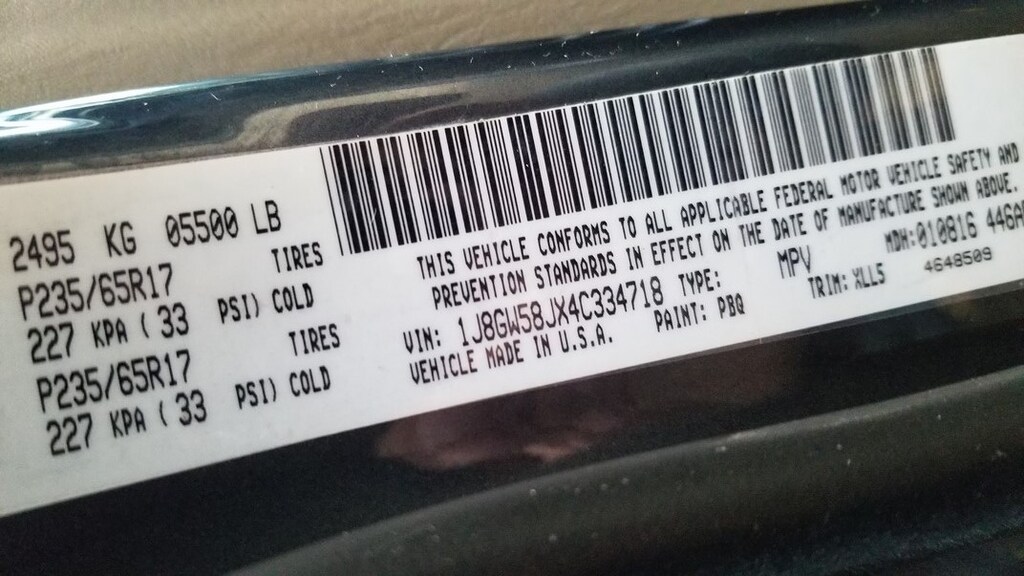 2495 KG 05500 LB
P235/65R17 TIRES
227 KPA ( 33 PSI) COLD
P235/65R17 TIRES
227 KPA ( 33 PSI) COLD
THIS VEHICLE CONFORMS TO ALL APPLICABLE FEDERAL MOTOR VEHICLE SAFETY AND
PREVENTION STANDARDS IN EFFECT ON THE DATE OF MANUFACTURE SHOWN ABOVE.
VIN: 1J8GW58JX4C334718 TYPE: MPV MDH:010816
VEHICLE MADE IN U.S.A. PAINT: PBQ TRIM: XLL5 4648509